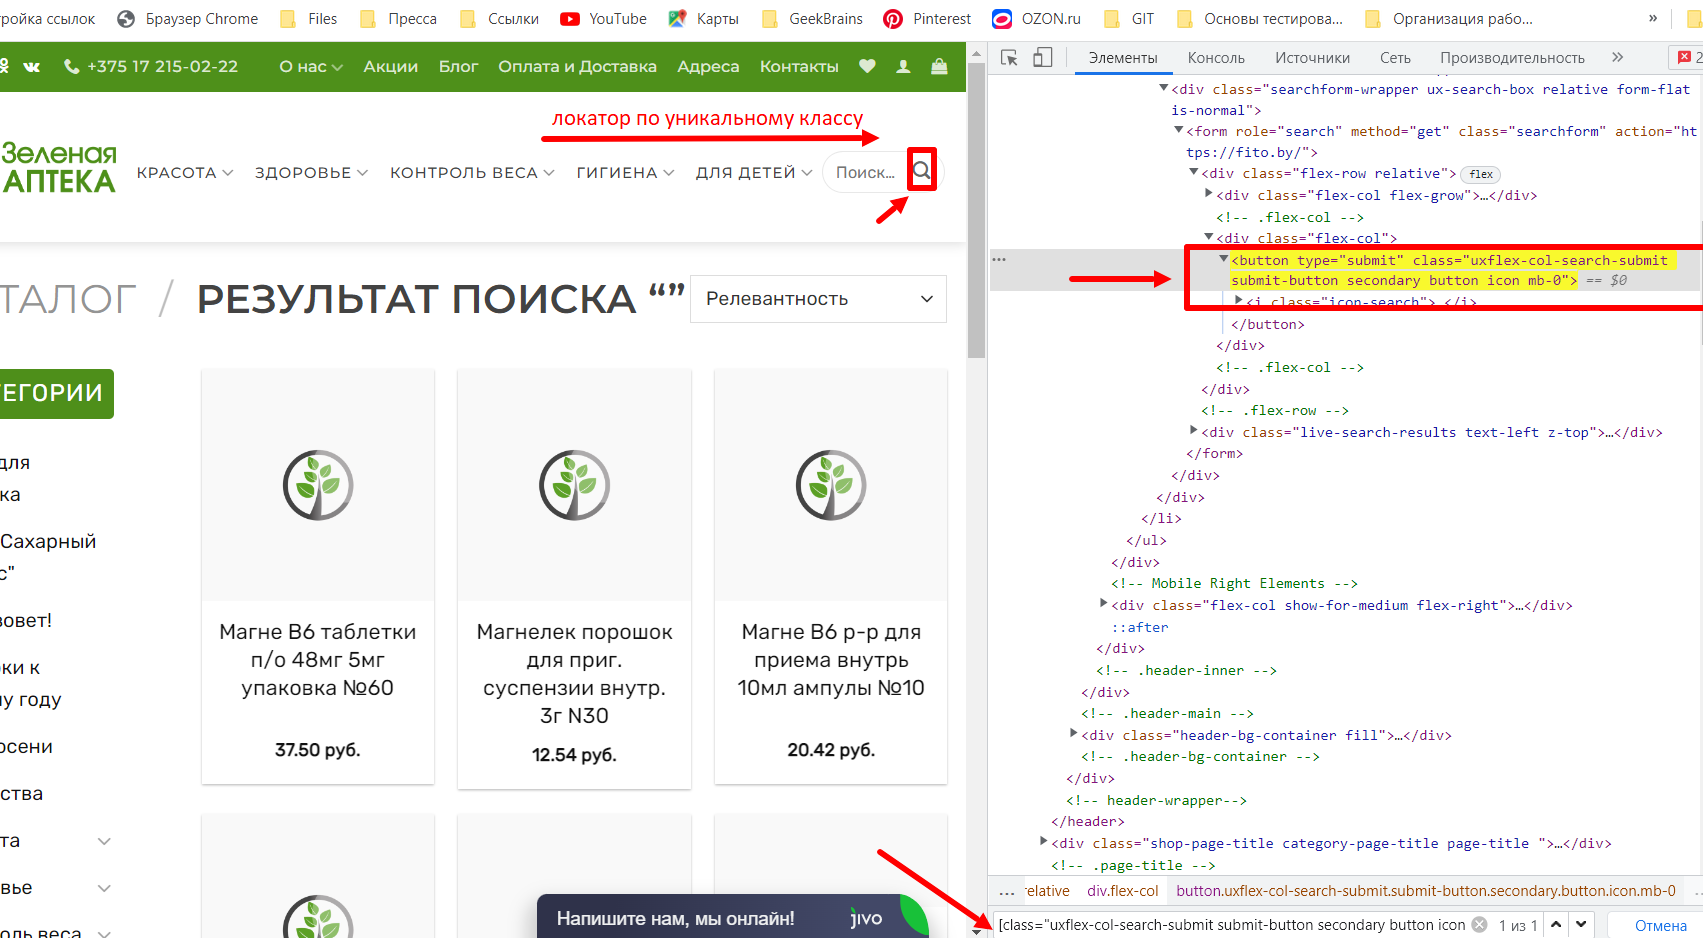 ройка ссылок Браузер Chrome Files Пресса Ссылки YouTube Карты GeekBrains Pinterest OZON.ru GIT Основы тестирова... Организация рабо... »
+375 17 215-02-22 О нас Акции Блог Оплата и Доставка Адреса Контакты
локатор по уникальному классу
Зеленая
АПТЕКА
КРАСОТА ЗДОРОВЬЕ КОНТРОЛЬ ВЕСА ГИГИЕНА ДЛЯ ДЕТЕЙ Поиск...
ТАЛОГ / РЕЗУЛЬТАТ ПОИСКА “” Релевантность
ЕГОРИИ
для
ка
Сахарный
с"
овет!
ки к
у году
осени
ства
та
вье
оль веса
Магне В6 таблетки
п/о 48мг 5мг
упаковка №60
37.50 руб.
Магнелек порошок
для приг.
суспензии внутр.
3г N30
12.54 руб.
Магне В6 р-р для
приема внутрь
10мл ампулы №10
20.42 руб.
Напишите нам, мы онлайн! jivo
Элементы Консоль Источники Сеть Производительность » 2
<div class="searchform-wrapper ux-search-box relative form-flat
is-normal">
<form role="search" method="get" class="searchform" action="ht
tps://fito.by/">
<div class="flex-row relative"> flex
<div class="flex-col flex-grow">…</div>
<!-- .flex-col -->
<div class="flex-col">
<button type="submit" class="uxflex-col-search-submit
submit-button secondary button icon mb-0"> == $0
<i class="icon-search"> </i>
</button>
</div>
<!-- .flex-col -->
</div>
<!-- .flex-row -->
<div class="live-search-results text-left z-top">…</div>
</form>
</div>
</div>
</li>
</ul>
</div>
<!-- Mobile Right Elements -->
<div class="flex-col show-for-medium flex-right">…</div>
::after
</div>
<!-- .header-inner -->
</div>
<!-- .header-main -->
<div class="header-bg-container fill">…</div>
<!-- .header-bg-container -->
</div>
<!-- header-wrapper-->
</header>
<div class="shop-page-title category-page-title page-title ">…</div>
<!-- .page-title -->
... relative div.flex-col button.uxflex-col-search-submit.submit-button.secondary.button.icon.mb-0
[class="uxflex-col-search-submit submit-button secondary button icon 1 из 1 Отмена